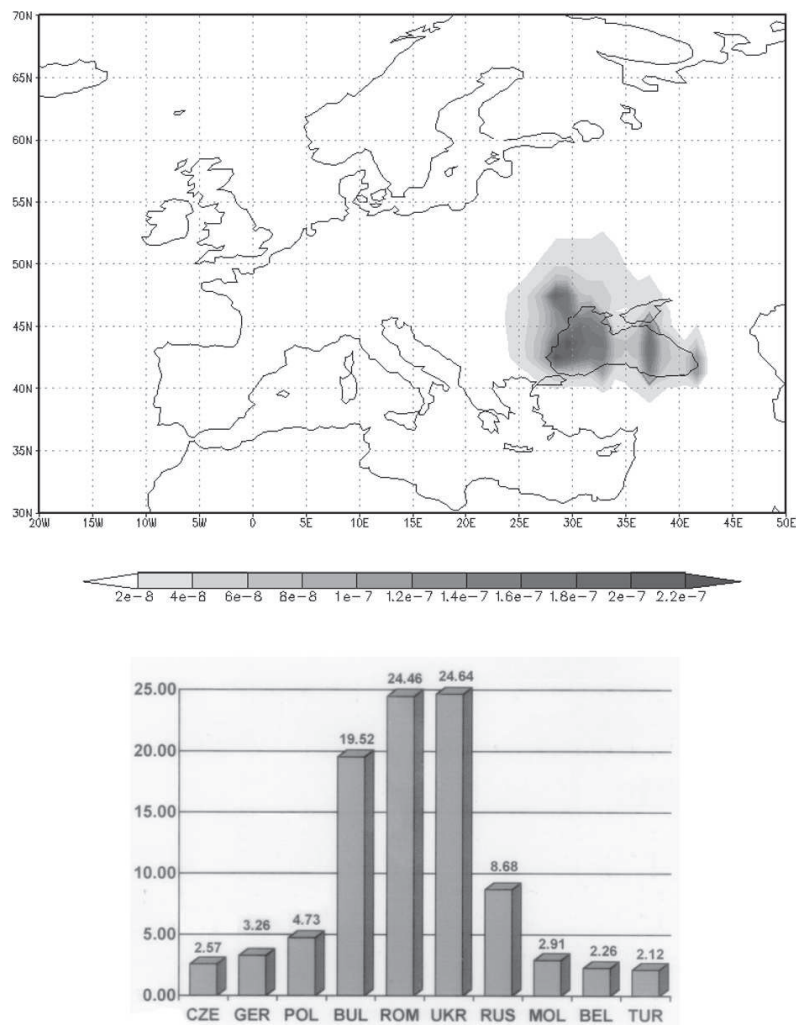 70N
65N
60N
55N
50N
45N
40N
35N
30N
20W 15W 10W 5W 0 5E 10E 15E 20E 25E 30E 35E 40E 45E 50E
2e-8 4e-8 6e-8 8e-8 1e-7 1.2e-7 1.4e-7 1.6e-7 1.8e-7 2e-7 2.2e-7
25.00
20.00
15.00
10.00
5.00
0.00
2.57 3.26 4.73 19.52 24.46 24.64 8.68 2.91 2.26 2.12
CZE GER POL BUL ROM UKR RUS MOL BEL TUR